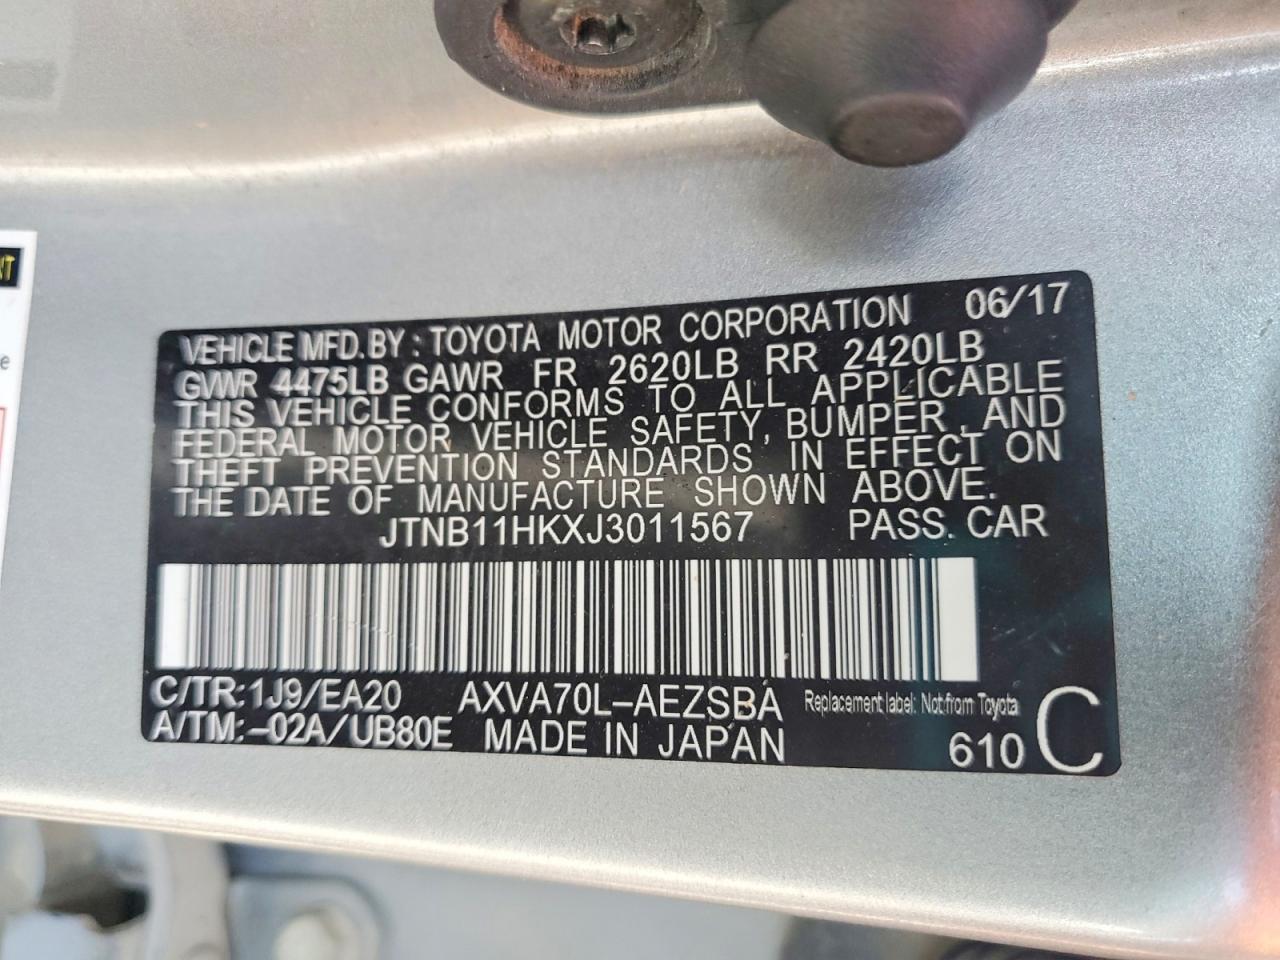 VEHICLE MFD. BY : TOYOTA MOTOR CORPORATION 06/17
GVWR 4475LB GAWR FR 2620LB RR 2420LB
THIS VEHICLE CONFORMS TO ALL APPLICABLE
FEDERAL MOTOR VEHICLE SAFETY, BUMPER, AND
THEFT PREVENTION STANDARDS IN EFFECT ON
THE DATE OF MANUFACTURE SHOWN ABOVE.
JTNB11HKXJ3011567 PASS. CAR
C/TR:1J9/EA20 AXVA70L-AEZSBA Replacement label: Not from Toyota
A/TM:-02A/UB80E MADE IN JAPAN 610 C